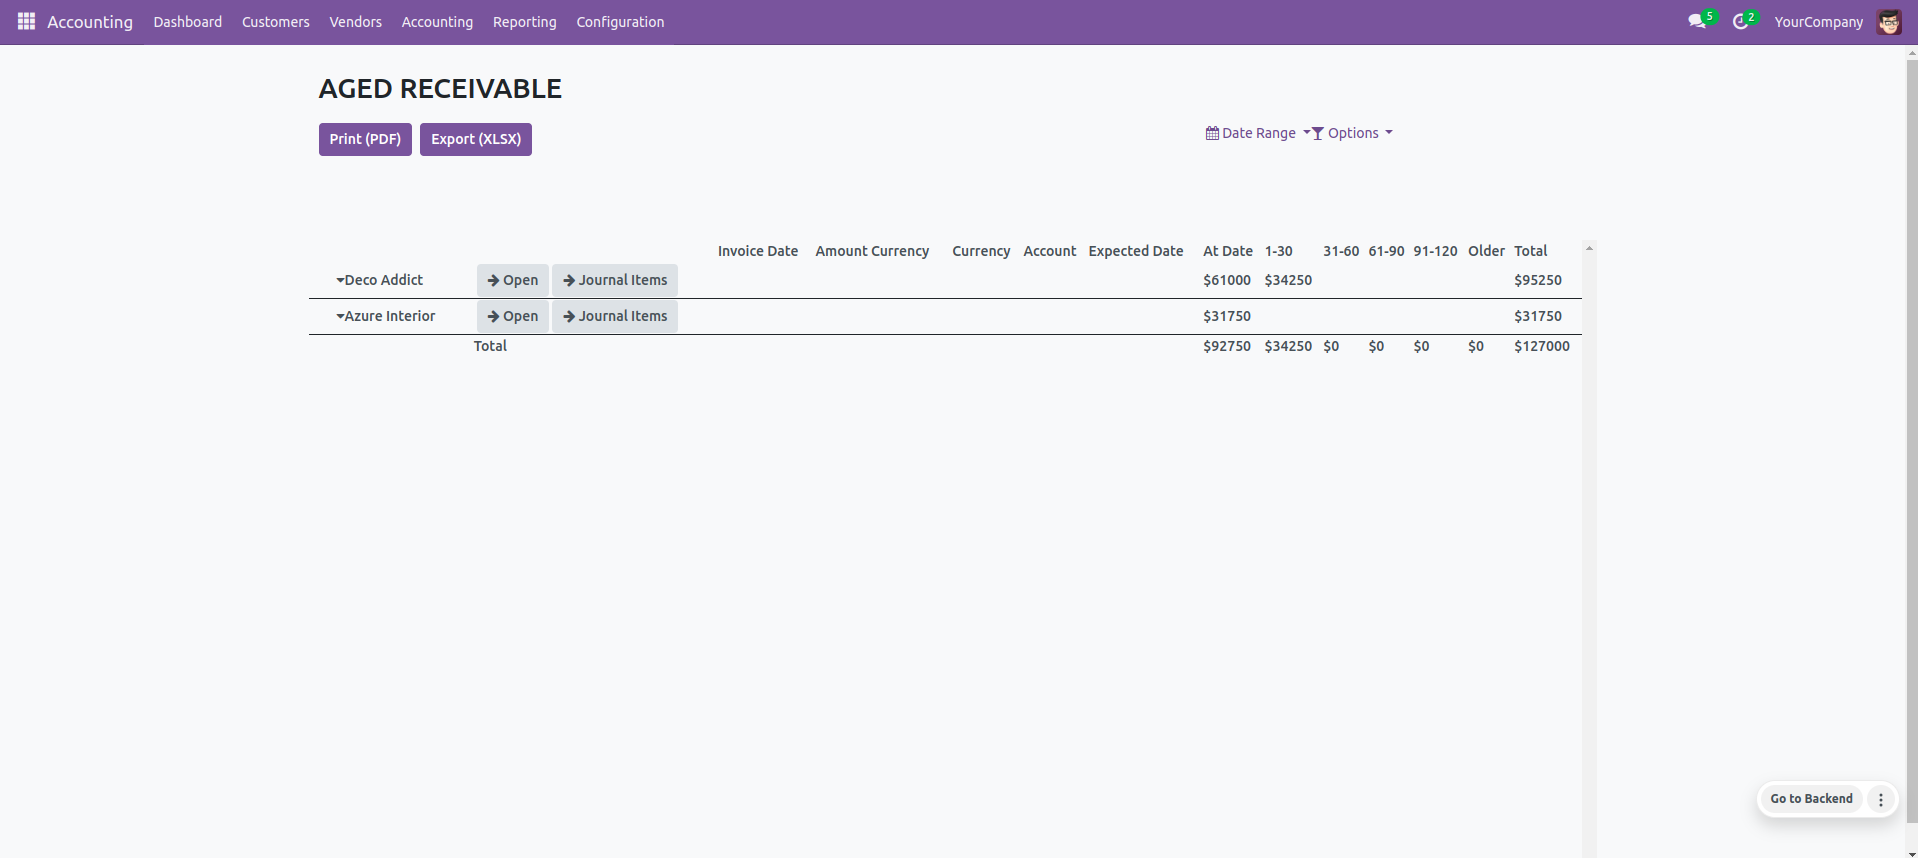 Accounting Dashboard Customers Vendors Accounting Reporting Configuration 5 2 YourCompany
AGED RECEIVABLE
Print (PDF) Export (XLSX) Date Range Options
Invoice Date Amount Currency Currency Account Expected Date At Date 1-30 31-60 61-90 91-120 Older Total
Deco Addict Open Journal Items $61000 $34250 $95250
Azure Interior Open Journal Items $31750 $31750
Total $92750 $34250 $0 $0 $0 $0 $127000
Go to Backend